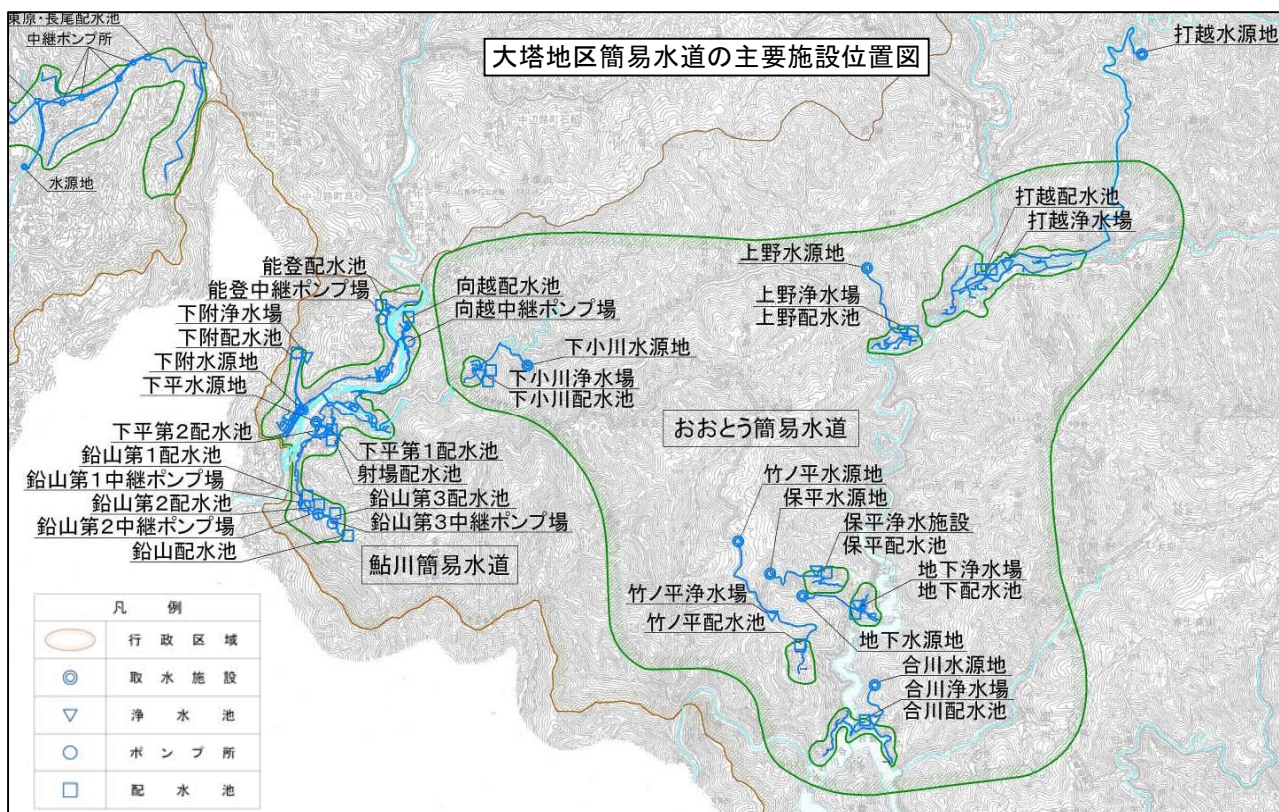 東原・長尾配水池
中継ポンプ所
水源地
大塔地区簡易水道の主要施設位置図
打越水源地
打越配水池
打越浄水場
上野水源地
上野浄水場
上野配水池
能登配水池
能登中継ポンプ場
下附浄水場
下附配水池
下附水源地
下平水源地
向越配水池
向越中継ポンプ場
下小川水源地
下小川浄水場
下小川配水池
おおとう簡易水道
下平第2配水池
下平第1配水池
射場配水池
鉛山第1配水池
鉛山第1中継ポンプ場
鉛山第2配水池
鉛山第2中継ポンプ場
鉛山配水池
鉛山第3配水池
鉛山第3中継ポンプ場
鮎川簡易水道
竹ノ平水源地
保平水源地
保平浄水施設
保平配水池
地下浄水場
地下配水池
竹ノ平浄水場
竹ノ平配水池
地下水源地
合川水源地
合川浄水場
合川配水池
凡例
行政区域
取水施設
浄水池
ポンプ所
配水池